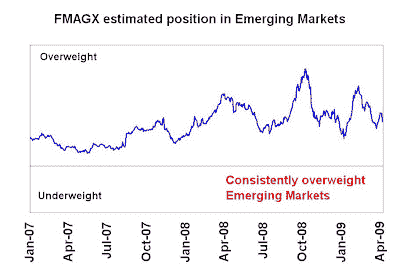 FMAGX estimated position in Emerging Markets
Overweight
Consistently overweight
Emerging Markets
Underweight
Jan-07
Apr-07
Jul-07
Oct-07
Jan-08
Apr-08
Jul-08
Oct-08
Jan-09
Apr-09